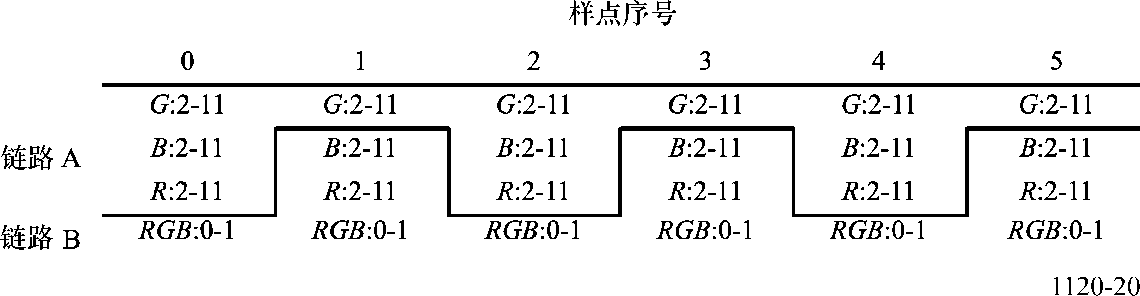 样点序号
0 1 2 3 4 5
G:2-11 G:2-11 G:2-11 G:2-11 G:2-11 G:2-11
链路 A B:2-11 B:2-11 B:2-11 B:2-11 B:2-11 B:2-11
R:2-11 R:2-11 R:2-11 R:2-11 R:2-11 R:2-11
链路 B RGB:0-1 RGB:0-1 RGB:0-1 RGB:0-1 RGB:0-1 RGB:0-1
1120-20